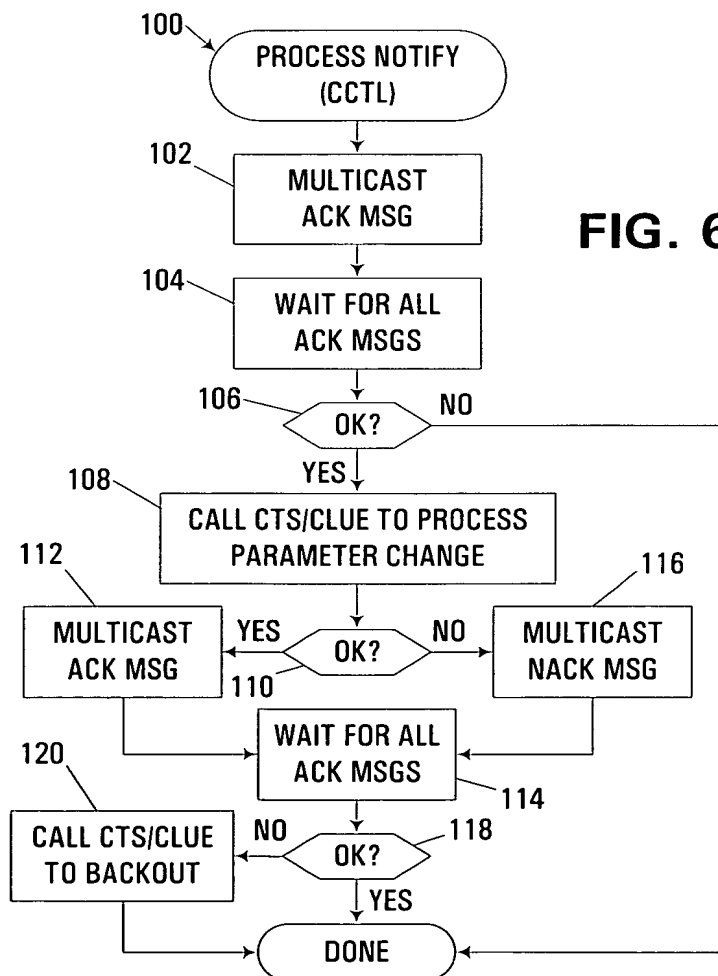 100
PROCESS NOTIFY
(CCTL)
102
MULTICAST
ACK MSG
FIG. 6
104
WAIT FOR ALL
ACK MSGS
106
OK?
NO
YES
108
CALL CTS/CLUE TO PROCESS
PARAMETER CHANGE
112
116
MULTICAST
ACK MSG
YES
OK?
NO
110
MULTICAST
NACK MSG
WAIT FOR ALL
ACK MSGS
114
120
CALL CTS/CLUE
TO BACKOUT
NO
OK?
118
YES
DONE